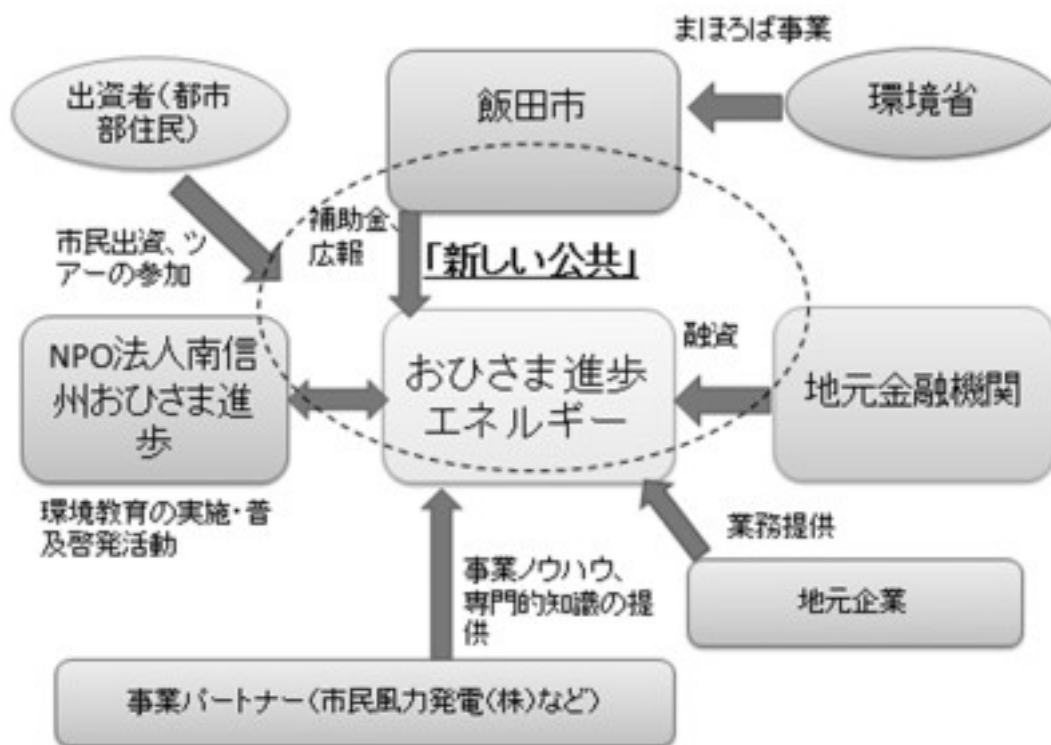 まほろば事業
出資者(都市
部住民)
飯田市
環境省
補助金、
広報
市民出資、ツ
アーの参加
「新しい公共」
NPO法人南信
州おひさま進
歩
おひさま進歩
エネルギー
融資
地元金融機関
環境教育の実施・普
及啓発活動
事業ノウハウ、
専門的知識の提
供
業務提供
地元企業
事業パートナー(市民風力発電(株)など)